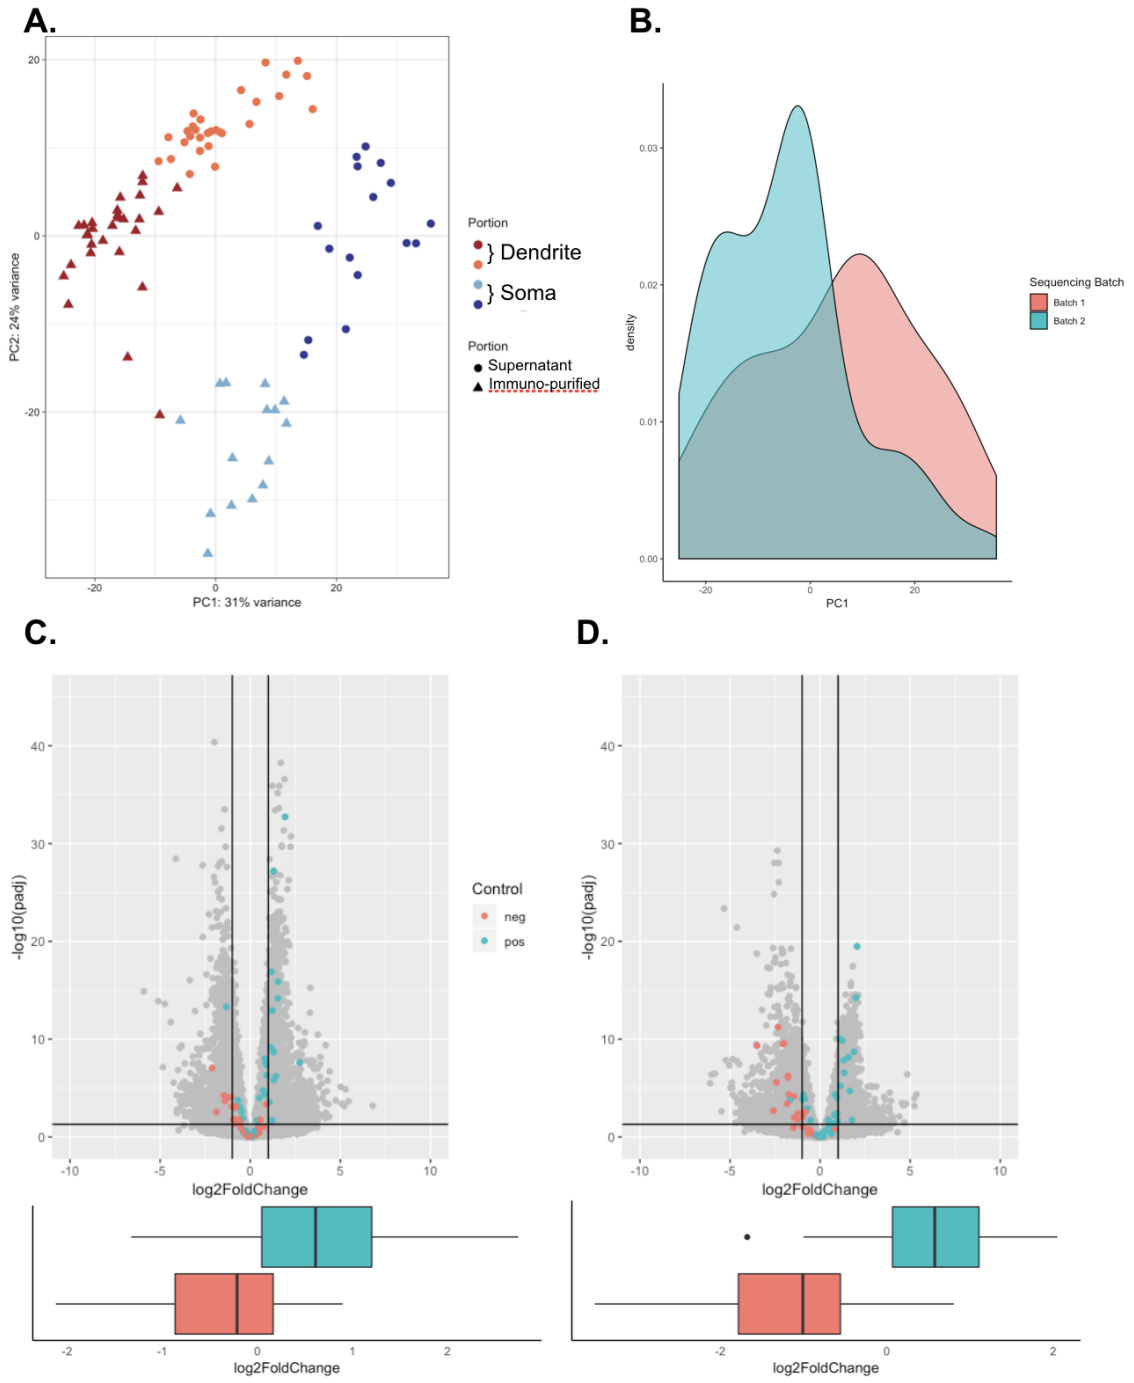 A.
B.
20
0
-20
PC2: 24% variance
-20
0
20
PC1: 31% variance
Portion
} Dendrite
} Soma
Portion
Supernatant
Immuno-purified
0.03
0.02
0.01
0.00
density
-20
0
20
PC1
Sequencing Batch
Batch 1
Batch 2
C.
D.
40
30
20
10
0
-log10(padj)
-10
-5
0
5
10
log2FoldChange
Control
neg
pos
40
30
20
10
0
-log10(padj)
-10
-5
0
5
10
log2FoldChange
-2
-1
0
1
2
log2FoldChange
-2
0
2
log2FoldChange